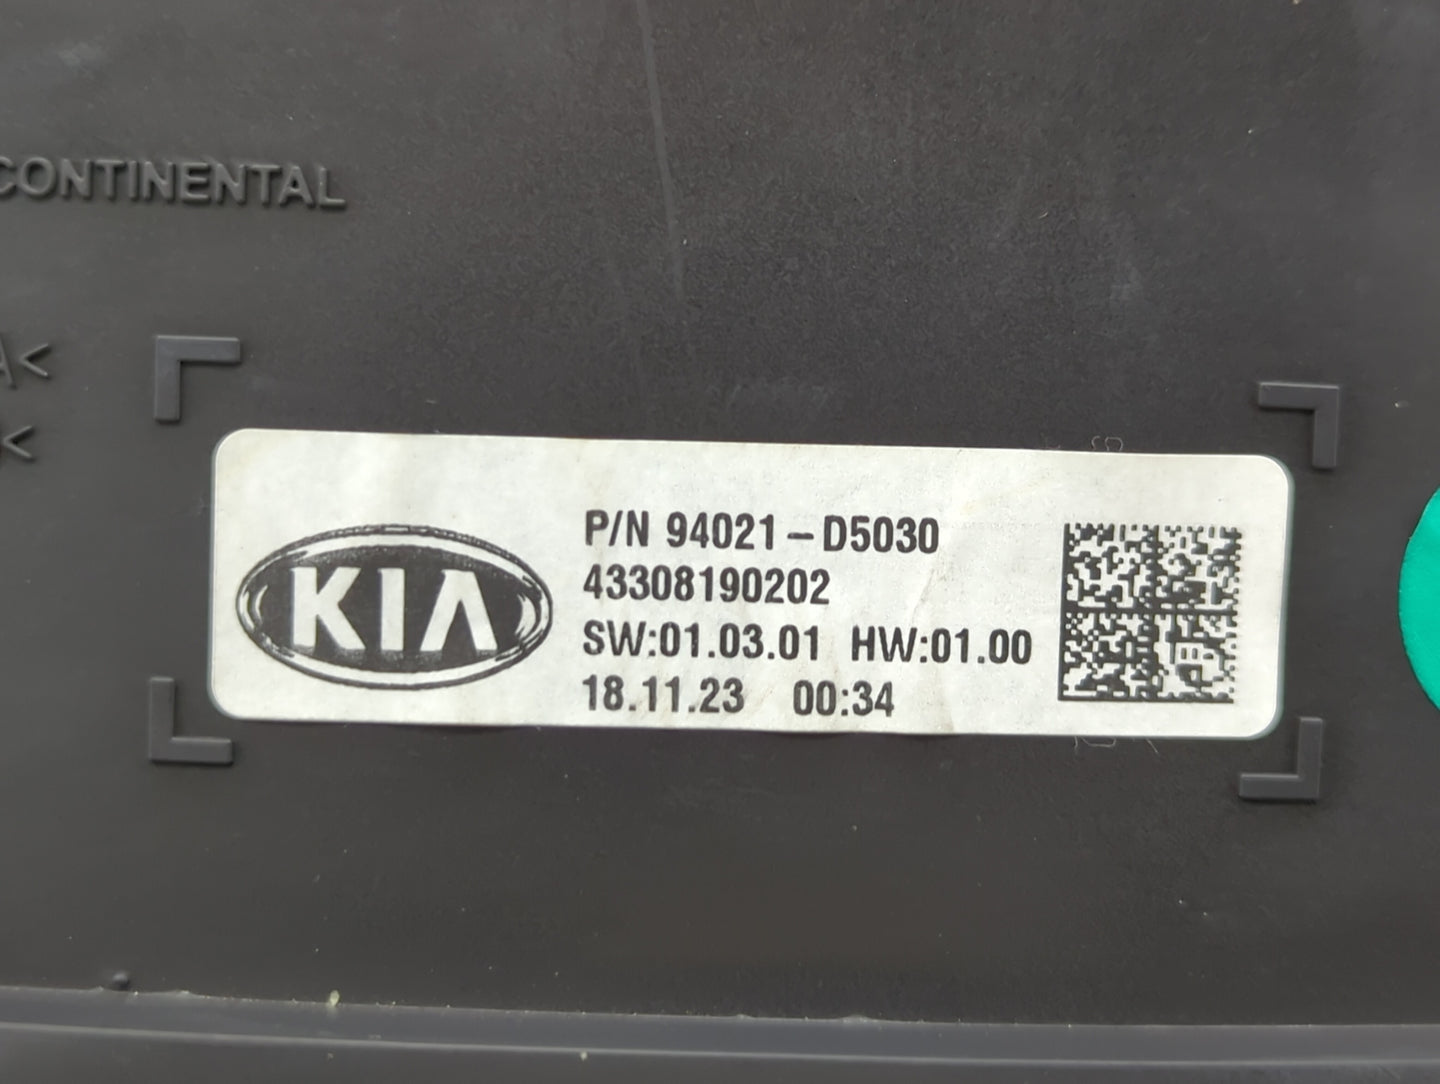 CONTINENTAL
A<
<
KIA
P/N 94021-D5030
43308190202
SW:01.03.01 HW:01.00
18.11.23 00:34